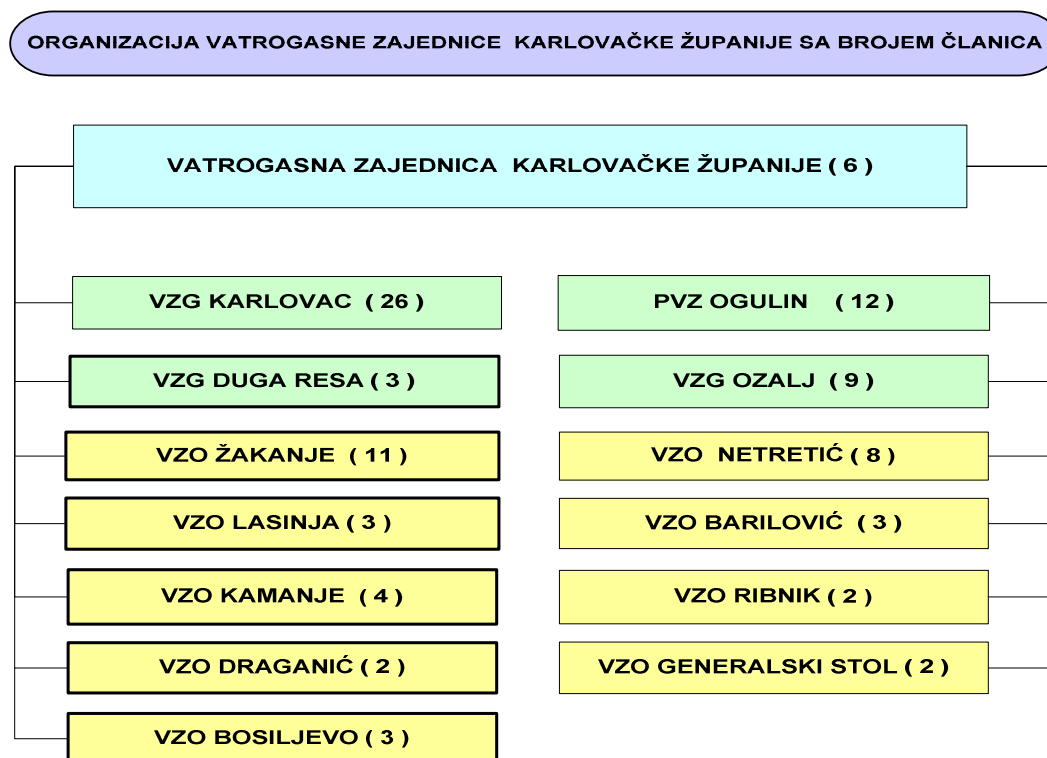 ORGANIZACIJA VATROGASNE ZAJEDNICE KARLOVAČKE ŽUPANIJE SA BROJEM ČLANICA
VATROGASNA ZAJEDNICA KARLOVAČKE ŽUPANIJE ( 6 )
VZG KARLOVAC ( 26 )
PVZ OGULIN ( 12 )
VZG DUGA RESA ( 3 )
VZG OZALJ ( 9 )
VZO ŽAKANJE ( 11 )
VZO NETRETIĆ ( 8 )
VZO LASINJA ( 3 )
VZO BARILOVIĆ ( 3 )
VZO KAMANJE ( 4 )
VZO RIBNIK ( 2 )
VZO DRAGANIĆ ( 2 )
VZO GENERALSKI STOL ( 2 )
VZO BOSILJEVO ( 3 )